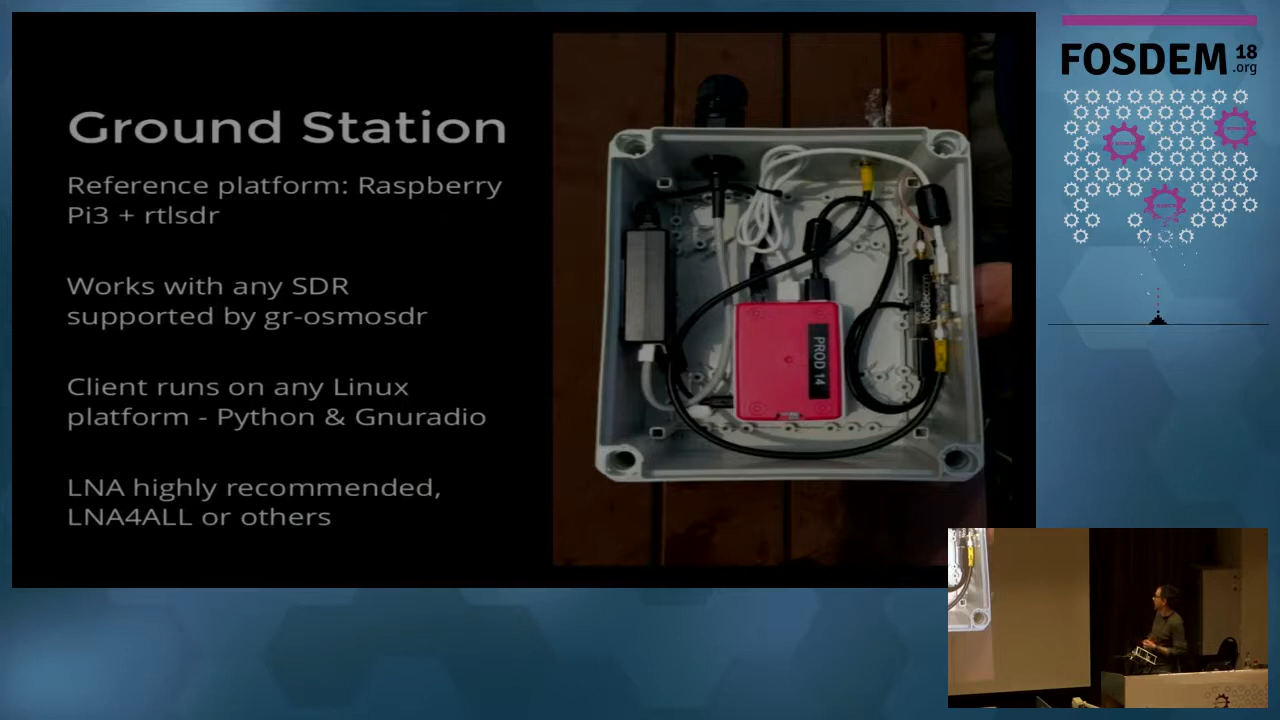 Ground Station
Reference platform: Raspberry
Pi3 + rtlsdr
Works with any SDR
supported by gr-osmosdr
Client runs on any Linux
platform - Python & Gnuradio
LNA highly recommended,
LNA4ALL or others
PROD 14
NooElec
FOSDEM 18
.org